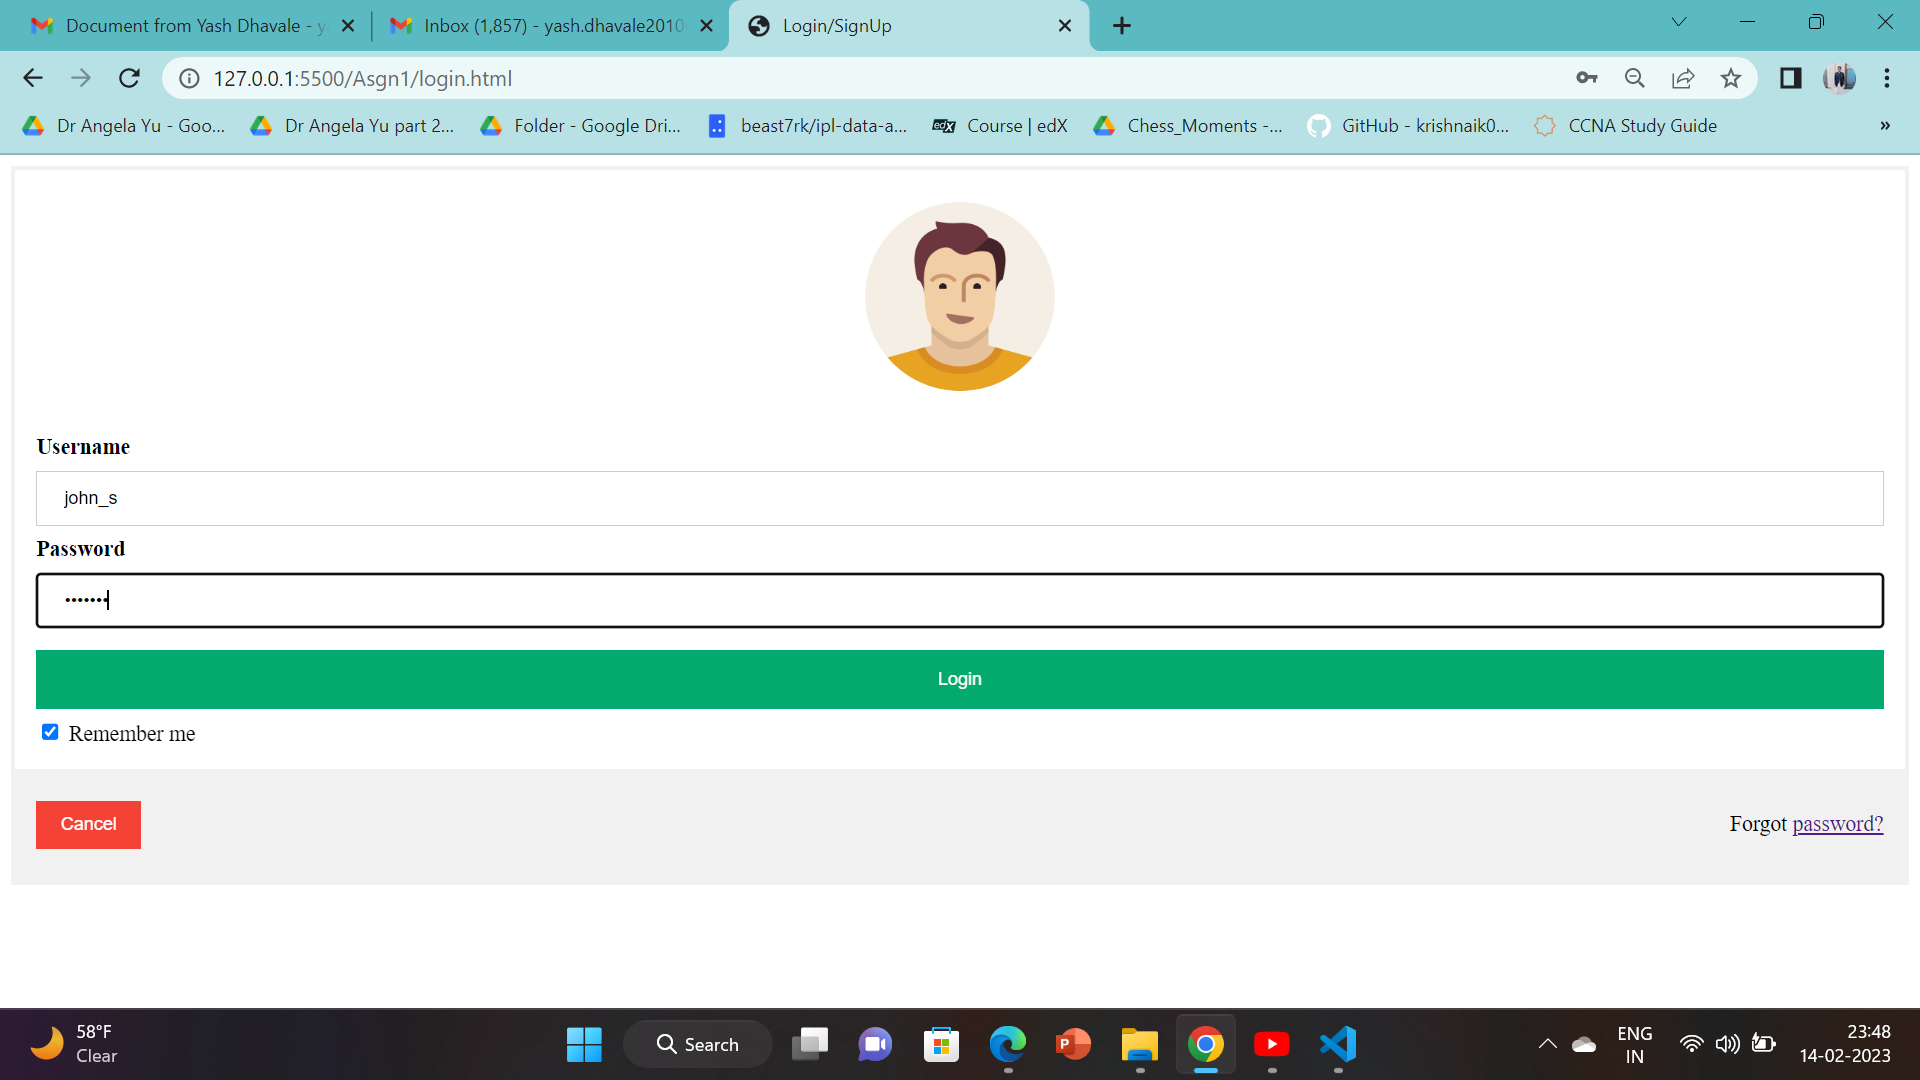 Document from Yash Dhavale - y
Inbox (1,857) - yash.dhavale2010
Login/SignUp
127.0.0.1:5500/Asgn1/login.html
Dr Angela Yu - Goo...
Dr Angela Yu part 2...
Folder - Google Dri...
beast7rk/ipl-data-a...
edX
Course | edX
Chess_Moments -...
GitHub - krishnaik0...
CCNA Study Guide
»
Username
john_s
Password
•••••••
Login
Remember me
Cancel
Forgot password?
58°F
Clear
Search
P
ENG
IN
23:48
14-02-2023